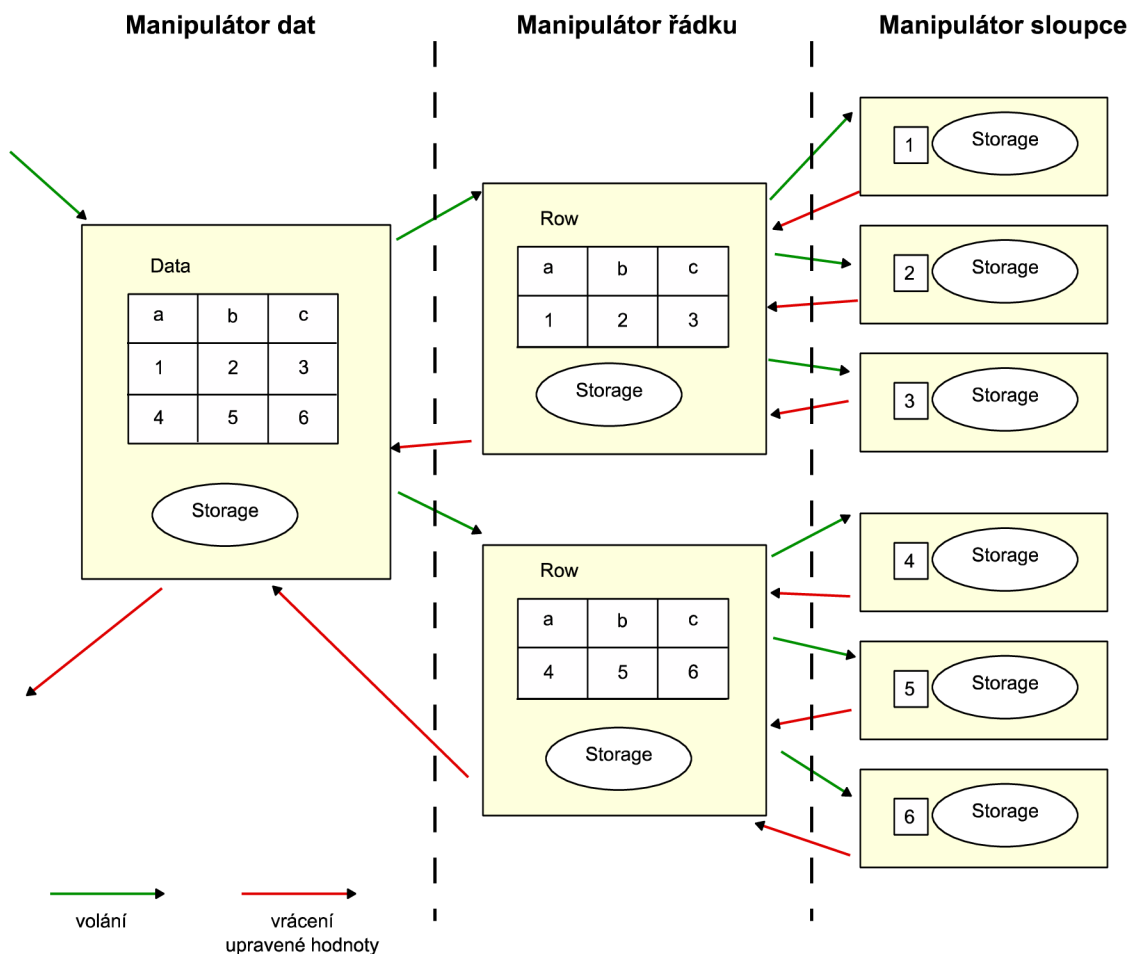 Manipulátor dat
Manipulátor řádku
Manipulátor sloupce
Data
a b c
1 2 3
4 5 6
Storage
Row
a b c
1 2 3
Storage
Row
a b c
4 5 6
Storage
1 Storage
2 Storage
3 Storage
4 Storage
5 Storage
6 Storage
volání
vrácení
upravené hodnoty